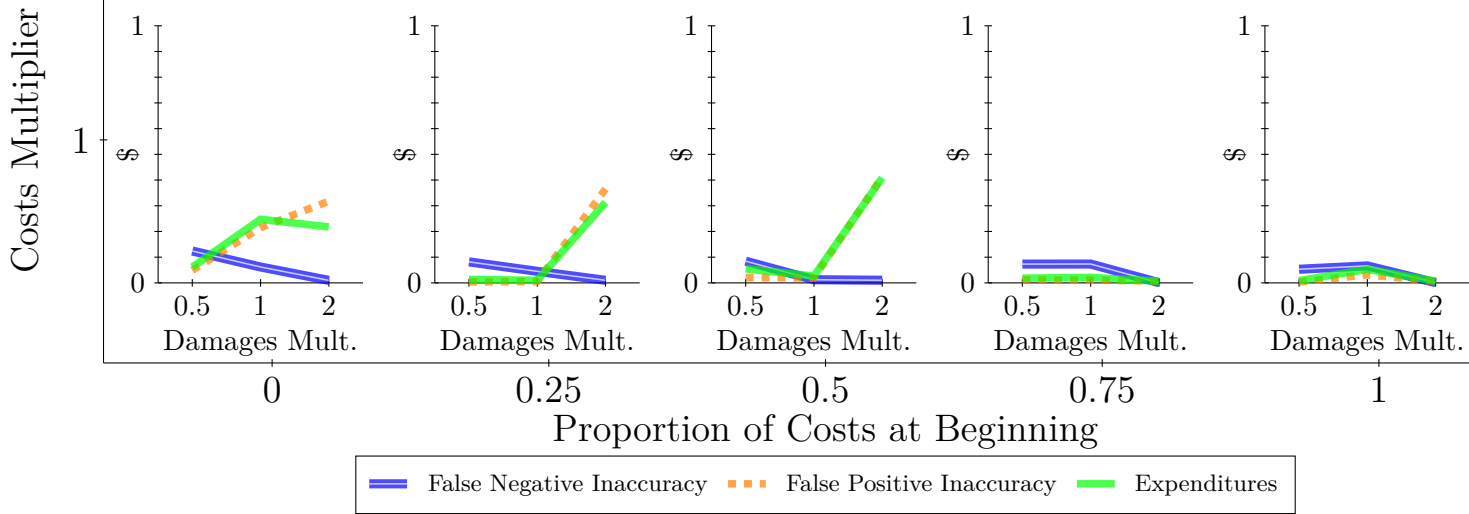 Costs Multiplier
1
1
0
$
0.5 1 2
Damages Mult.
1
0
$
0.5 1 2
Damages Mult.
1
0
$
0.5 1 2
Damages Mult.
1
0
$
0.5 1 2
Damages Mult.
1
0
$
0.5 1 2
Damages Mult.
0 0.25 0.5 0.75 1
Proportion of Costs at Beginning
False Negative Inaccuracy False Positive Inaccuracy Expenditures